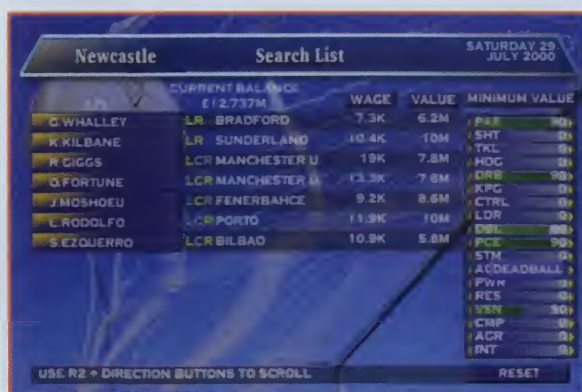 Newcastle Search List SATURDAY 29 JULY 2000
CURRENT BALANCE
£12.737M WAGE VALUE MINIMUM VALUE
G.WHALLEY LR BRADFORD 7.3K 6.2M
K.KILBANE LR SUNDERLAND 10.4K 10M
R.GIGGS LCR MANCHESTER U 19K 7.8M
Q.FORTUNE LCR MANCHESTER U. 13.3K 7.6M
J.MOSHOEU LCR FENERBAHCE 9.2K 8.6M
L.RODOLFO LCR PORTO 11.9K 10M
S.EZQUERRO LCR BILBAO 10.9K 5.8M
PAS 90
SHT 0
TKL 0
HDG 0
DRB 90
KPG 0
CTRL 0
LDR 0
PCE 90
STM 0
DEADBALL
PWR 0
RES 0
VSN 50
CMP 0
AGR 0
INT 0
USE R2 + DIRECTION BUTTONS TO SCROLL RESET